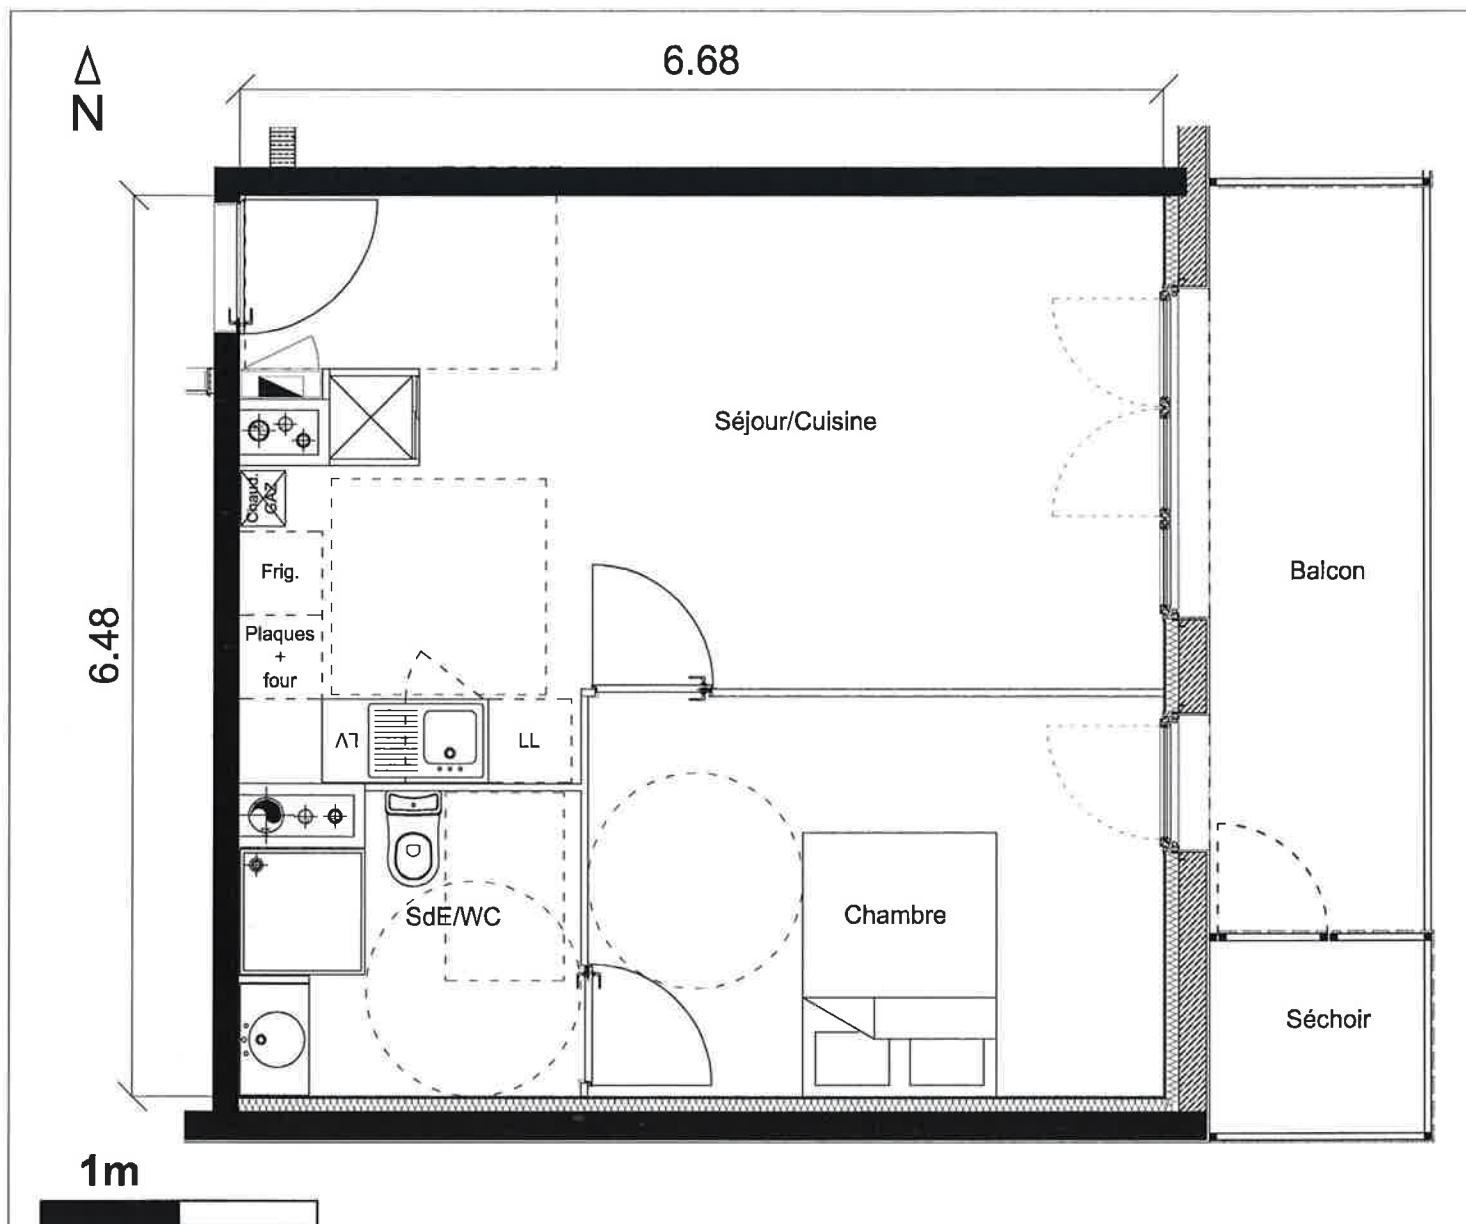 N
6.68
6.48
Séjour/Cuisine
Chaud.
GAZ
Frig.
Plaques
+
four
LV
LL
Balcon
SdE/WC
Chambre
Séchoir
1m